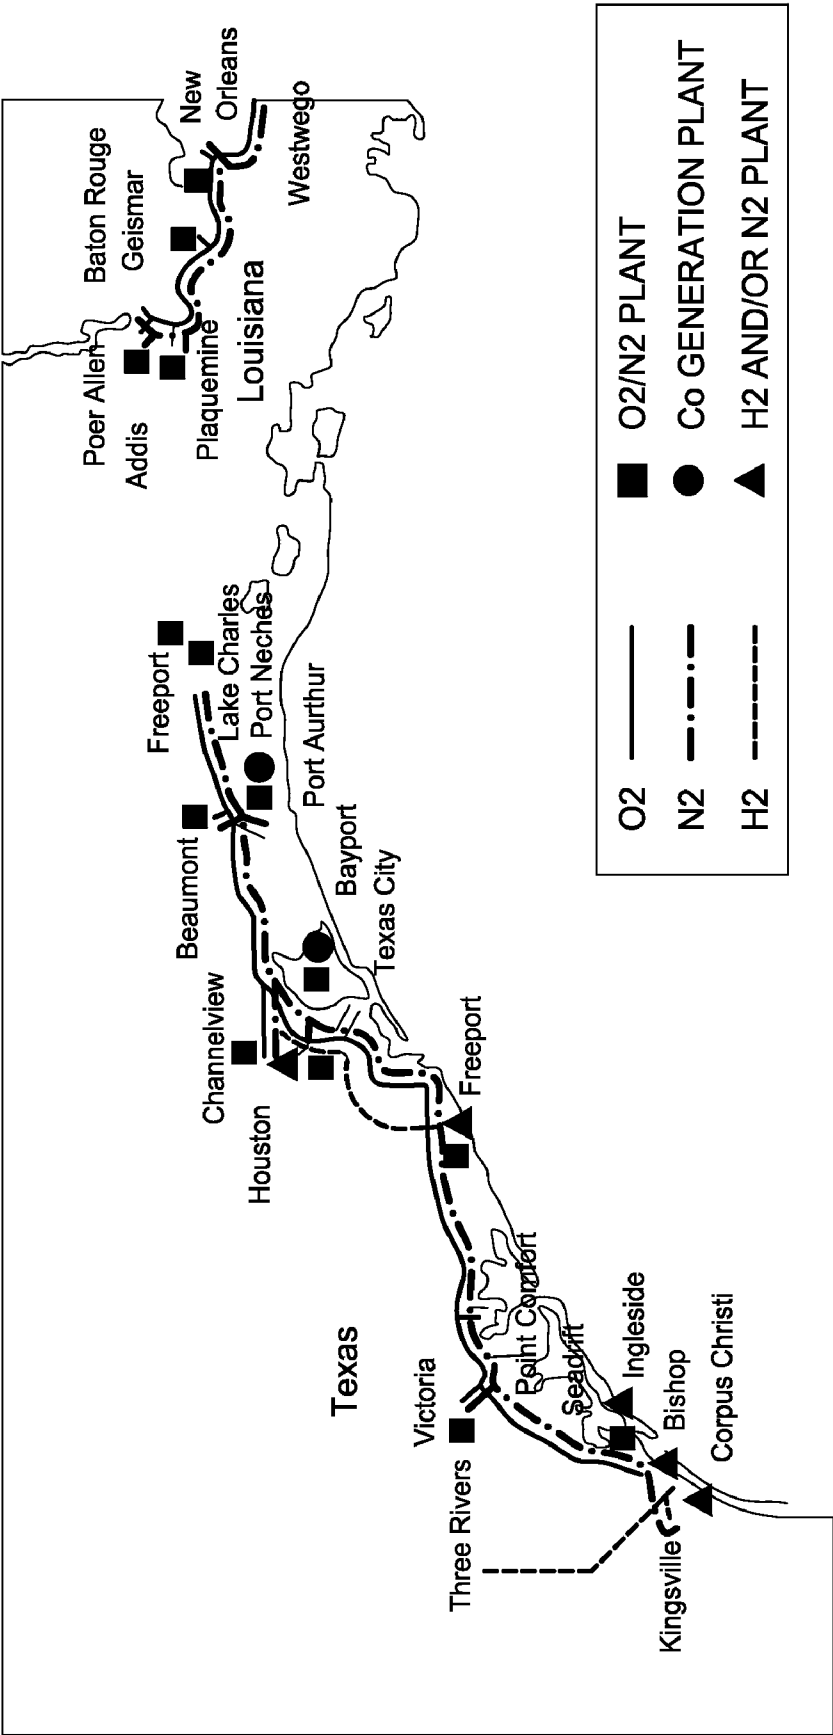 Texas
Louisiana
Three Rivers
Kingsville
Victoria
Point Comfort
Seadrift
Ingleside
Bishop
Corpus Christi
Houston
Channelview
Freeport
Beaumont
Texas City
Bayport
Port Aurthur
Freeport
Lake Charles
Port Neches
Poer Allen
Addis
Plaquemine
Baton Rouge
Geismar
New
Orleans
Westwego
O2
O2/N2 PLANT
N2
Co GENERATION PLANT
H2
H2 AND/OR N2 PLANT